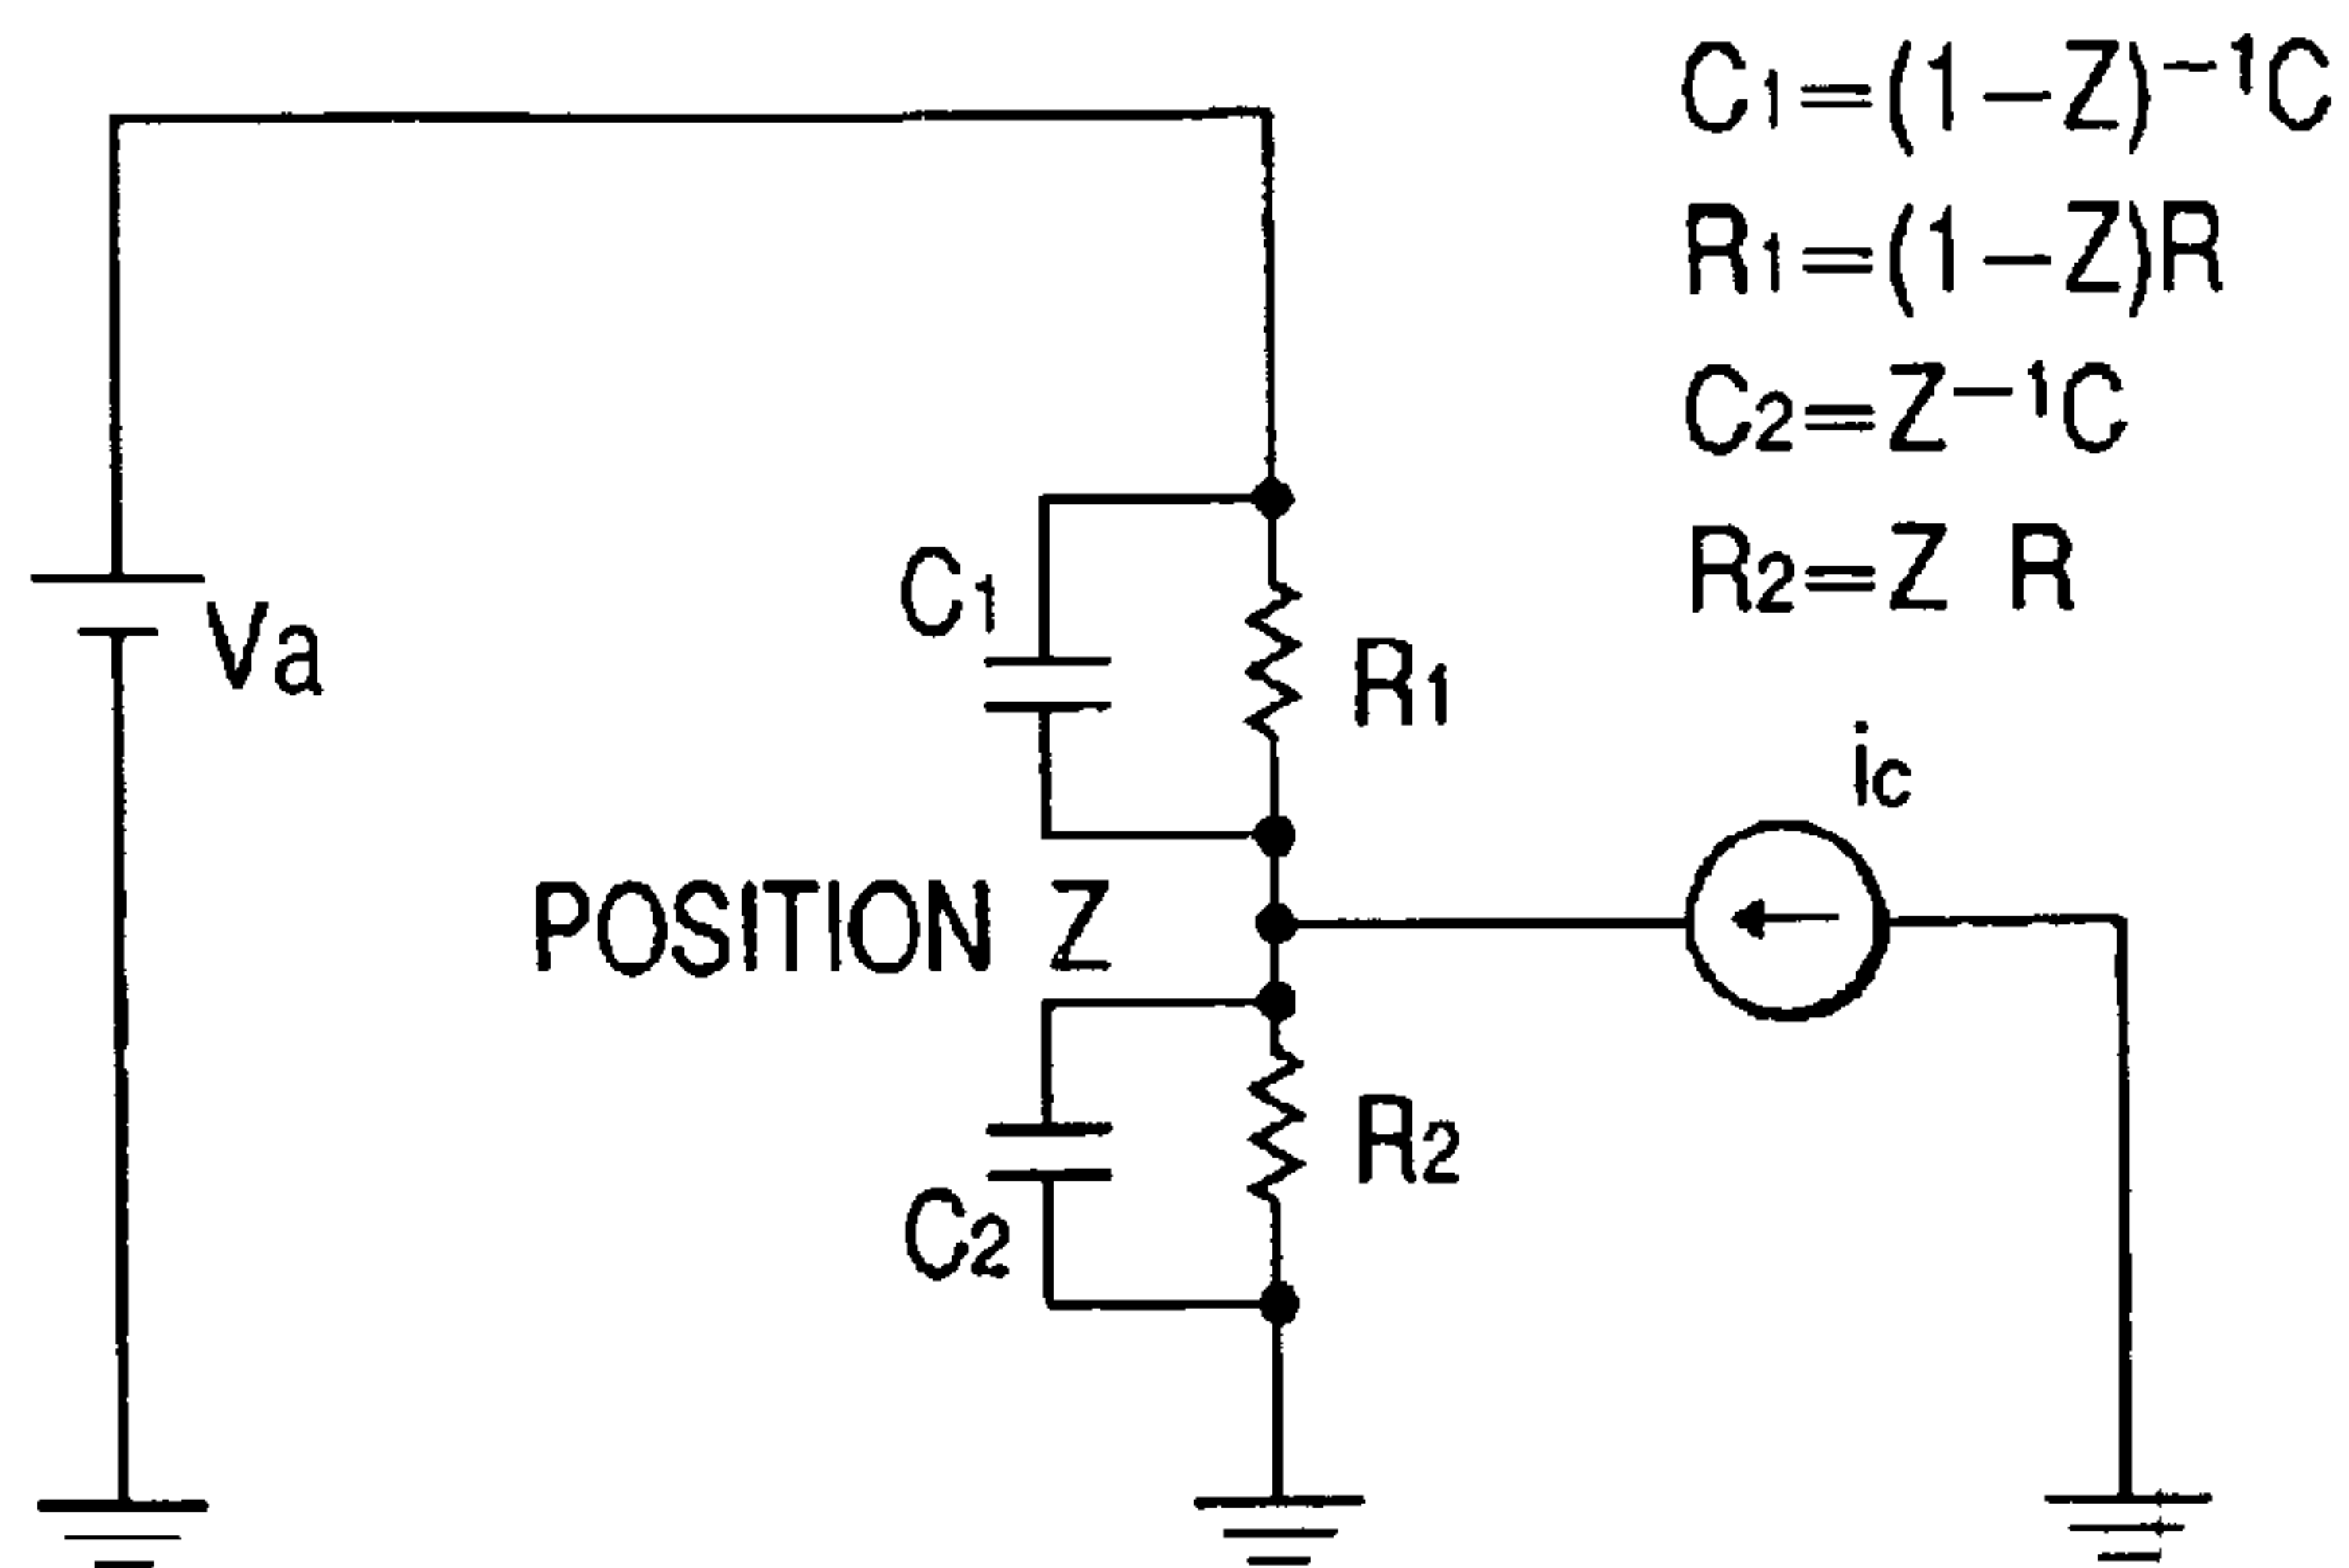 C₁=(1−Z)⁻¹C
R₁=(1−Z)R
C₂=Z⁻¹C
R₂=Z R
Va
C₁
R₁
ic
POSITION Z
R₂
C₂